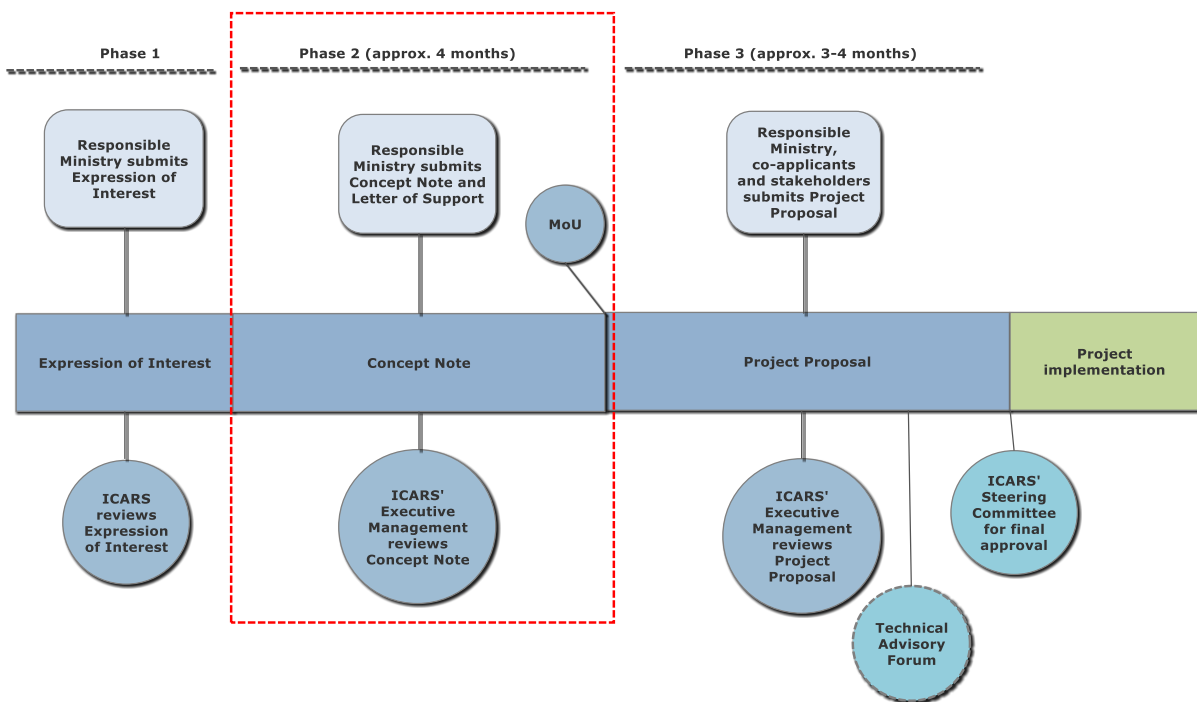 Phase 1
Phase 2 (approx. 4 months)
Phase 3 (approx. 3-4 months)
Responsible
Ministry submits
Expression of
Interest
Responsible
Ministry submits
Concept Note and
Letter of Support
MoU
Responsible
Ministry,
co-applicants
and stakeholders
submits Project
Proposal
Expression of Interest
Concept Note
Project Proposal
Project
implementation
ICARS
reviews
Expression
of Interest
ICARS'
Executive
Management
reviews
Concept Note
ICARS'
Executive
Management
reviews
Project
Proposal
ICARS'
Steering
Committee
for final
approval
Technical
Advisory
Forum